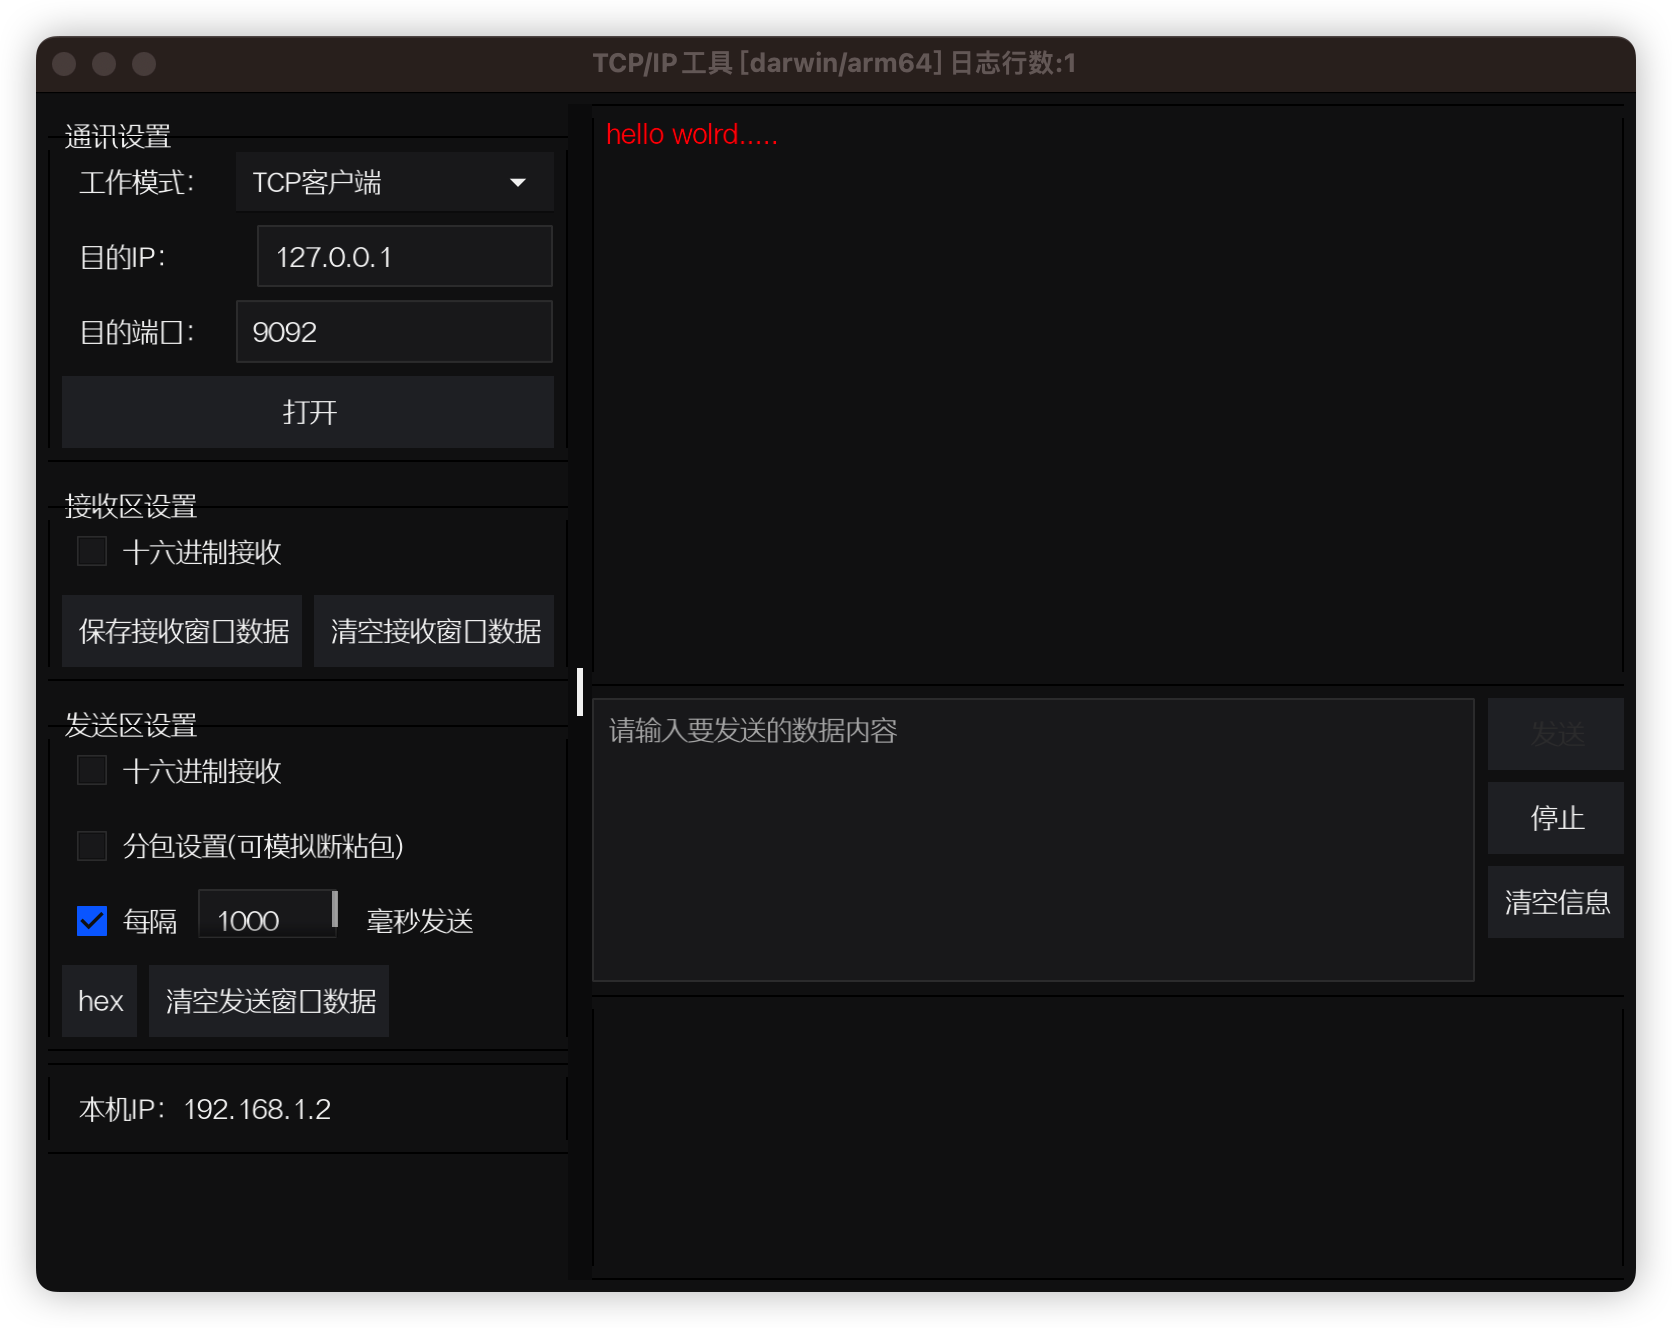 TCP/IP 工具 [darwin/arm64] 日志行数:1
通讯设置
工作模式： TCP客户端
目的IP： 127.0.0.1
目的端口： 9092
打开
接收区设置
十六进制接收
保存接收窗口数据 清空接收窗口数据
发送区设置
十六进制接收
分包设置(可模拟断粘包)
每隔 1000 毫秒发送
hex 清空发送窗口数据
本机IP： 192.168.1.2
hello wolrd.....
请输入要发送的数据内容
发送
停止
清空信息